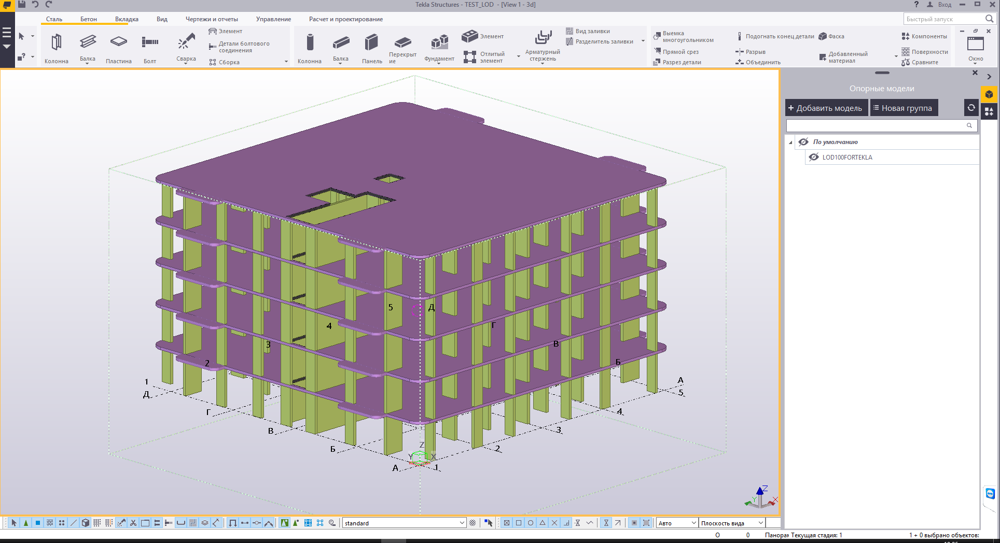 Tekla Structures - TEST_LOD - [View 1 - 3d]
? Вход
Сталь Бетон Вкладка Вид Чертежи и отчеты Управление Расчет и проектирование
Быстрый запуск
Колонна
Балка
Пластина
Болт
Сварка
Элемент
Детали болтового
соединения
Сборка
Колонна
Балка
Панель
Перекрыт
ие
Фундамент
Элемент
Отлитый
элемент
Арматурный
стержень
Вид заливки
Разделитель заливки
Выемка
многоугольником
Прямой срез
Разрез детали
Подогнать конец детали
Разрыв
Объединить
Фаска
Добавленный
материал
Компоненты
Поверхности
Сравните
Окно
Опорные модели
+ Добавить модель
Новая группа
По умолчанию
LOD100FORTEKLA
5 Д
4 Г
3 В
2 Б
1 А
Д 5
Г 4
В 3
Б 2
Z
Y X
А 1
Z
Y X
standard
Авто
Плоскость вида
O 0 Панорам Текущая стадия: 1 1 + 0 выбрано объектов: